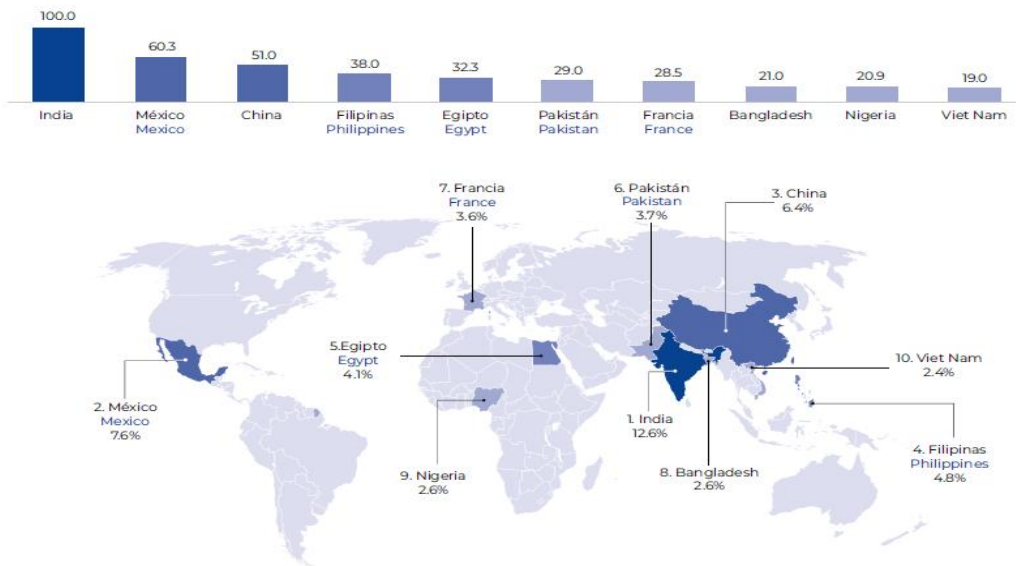 100.0
60.3
51.0
38.0
32.3
29.0
28.5
21.0
20.9
19.0
India
México
Mexico
China
Filipinas
Philippines
Egipto
Egypt
Pakistán
Pakistan
Francia
France
Bangladesh
Nigeria
Viet Nam
7. Francia
France
3.6%
6. Pakistán
Pakistan
3.7%
3. China
6.4%
5.Egipto
Egypt
4.1%
10. Viet Nam
2.4%
2. México
Mexico
7.6%
1. India
12.6%
9. Nigeria
2.6%
8. Bangladesh
2.6%
4. Filipinas
Philippines
4.8%